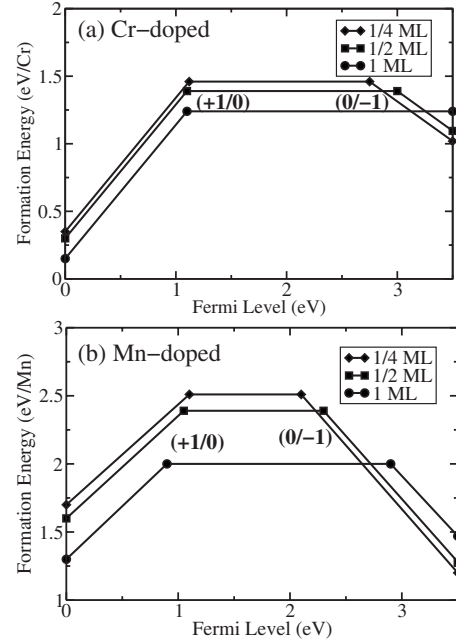 (a) Cr−doped
1/4 ML
1/2 ML
1 ML
(+1/0)
(0/−1)
Formation Energy (eV/Cr)
2
1.5
1
0.5
0
0
1
2
3
Fermi Level (eV)
(b) Mn−doped
1/4 ML
1/2 ML
1 ML
(+1/0)
(0/−1)
Formation Energy (eV/Mn)
3
2.5
2
1.5
1
0
1
2
3
Fermi Level (eV)